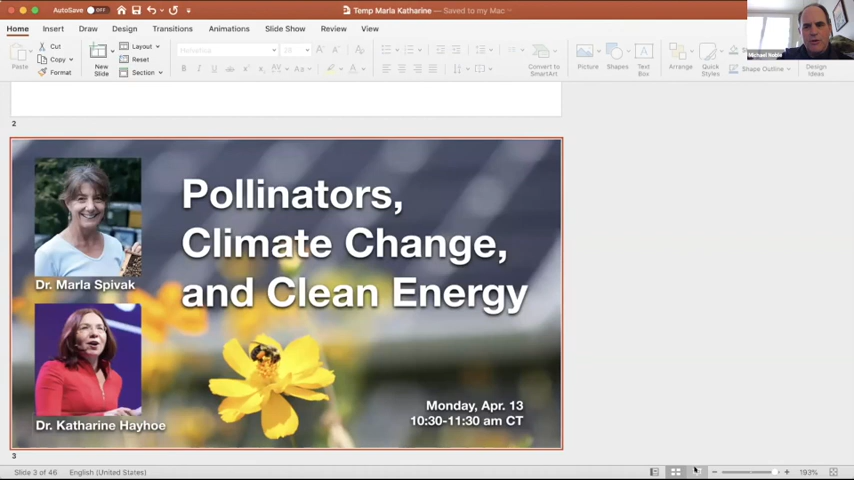 AutoSave OFF
Temp Marla Katharine — Saved to my Mac
Home Insert Draw Design Transitions Animations Slide Show Review View
Paste
Cut
Copy
Format
New Slide
Layout
Reset
Section
Helvetica
Convert to SmartArt
Picture
Shapes
Text Box
Arrange
Quick Styles
Shape Outline
Design Ideas
Michael Noble
2
Pollinators,
Climate Change,
and Clean Energy
Dr. Marla Spivak
Dr. Katharine Hayhoe
Monday, Apr. 13
10:30-11:30 am CT
3
Slide 3 of 46 English (United States) 193%